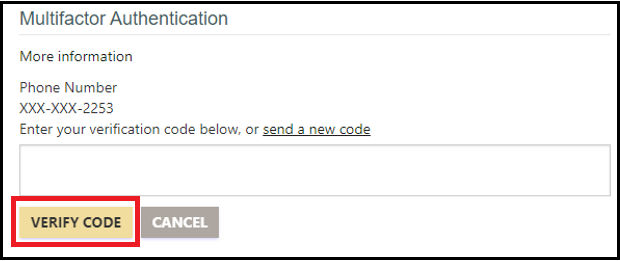 Multifactor Authentication
More information
Phone Number
XXX-XXX-2253
Enter your verification code below, or send a new code
VERIFY CODE CANCEL